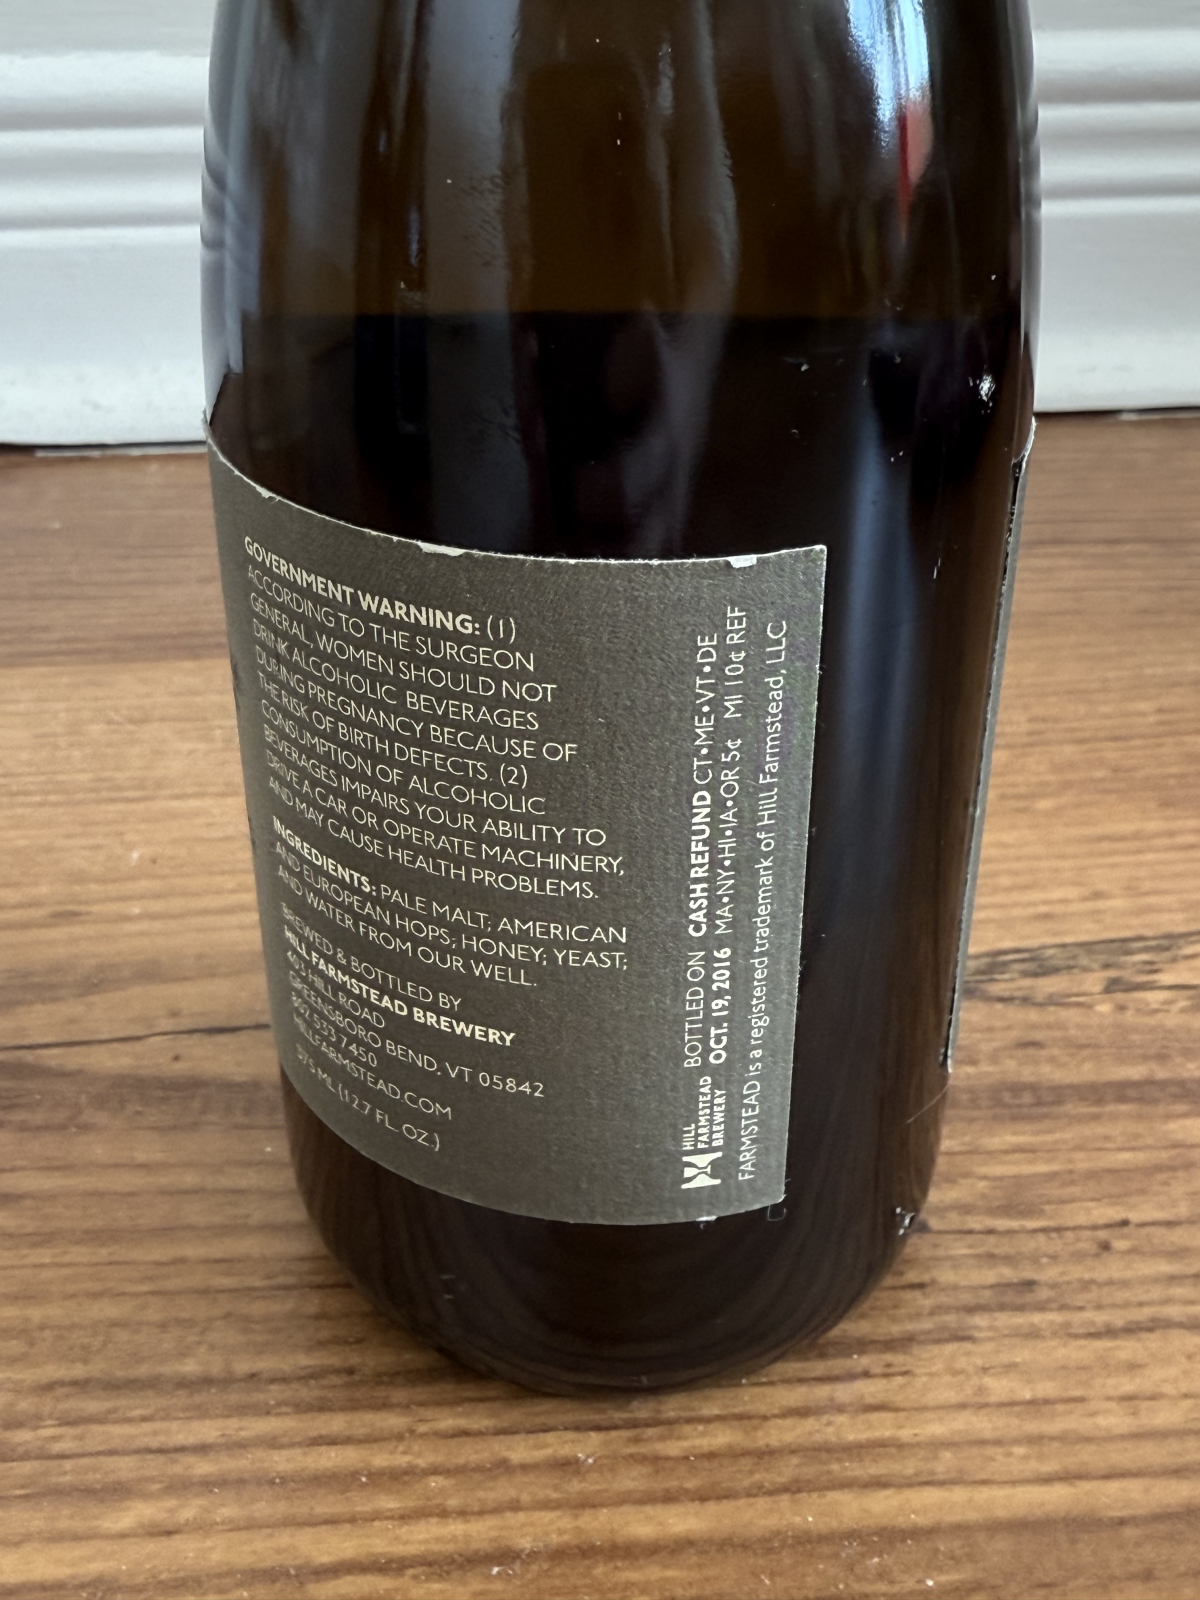 GOVERNMENT WARNING: (1)
ACCORDING TO THE SURGEON
GENERAL, WOMEN SHOULD NOT
DRINK ALCOHOLIC BEVERAGES
DURING PREGNANCY BECAUSE OF
THE RISK OF BIRTH DEFECTS. (2)
CONSUMPTION OF ALCOHOLIC
BEVERAGES IMPAIRS YOUR ABILITY TO
DRIVE A CAR OR OPERATE MACHINERY,
AND MAY CAUSE HEALTH PROBLEMS.
INGREDIENTS: PALE MALT; AMERICAN
AND EUROPEAN HOPS; HONEY; YEAST;
AND WATER FROM OUR WELL.
BREWED & BOTTLED BY
HILL FARMSTEAD BREWERY
403 HILL ROAD
GREENSBORO BEND, VT 05842
802.533.7450
HILLFARMSTEAD.COM
375 ML (12.7 FL. OZ.)
HILL
FARMSTEAD
BREWERY
BOTTLED ON
OCT. 19, 2016
CASH REFUND CT•ME•VT•DE
MA•NY•HI•IA•OR 5¢ MI 10¢ REF
FARMSTEAD is a registered trademark of Hill Farmstead, LLC